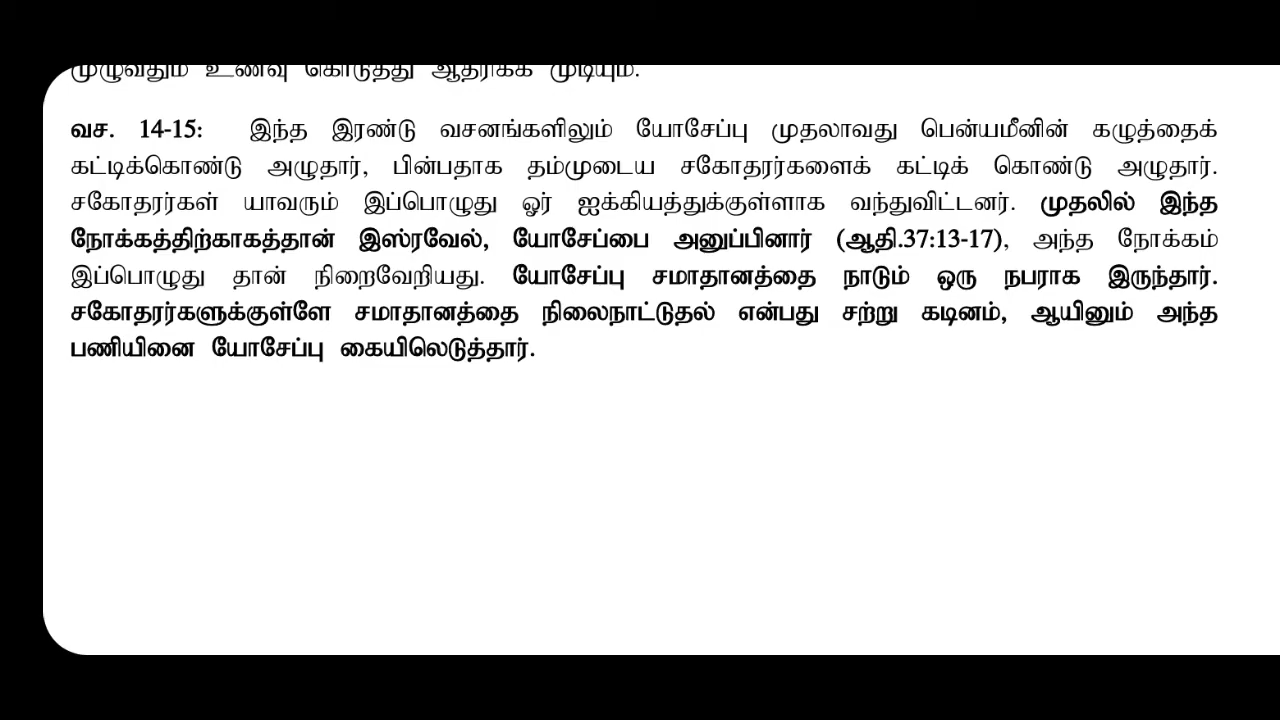 முழுவதும் உணவு கொடுத்து ஆதரிக்க முடியும்.
வச. 14-15: இந்த இரண்டு வசனங்களிலும் யோசேப்பு முதலாவது பென்யமீனின் கழுத்தைக்
கட்டிக்கொண்டு அழுதார், பின்பதாக தம்முடைய சகோதரர்களைக் கட்டிக் கொண்டு அழுதார்.
சகோதரர்கள் யாவரும் இப்பொழுது ஓர் ஐக்கியத்துக்குள்ளாக வந்துவிட்டனர். முதலில் இந்த
நோக்கத்திற்காகத்தான் இஸ்ரவேல், யோசேப்பை அனுப்பினார் (ஆதி.37:13-17), அந்த நோக்கம்
இப்பொழுது தான் நிறைவேறியது. யோசேப்பு சமாதானத்தை நாடும் ஒரு நபராக இருந்தார்.
சகோதரர்களுக்குள்ளே சமாதானத்தை நிலைநாட்டுதல் என்பது சற்று கடினம், ஆயினும் அந்த
பணியினை யோசேப்பு கையிலெடுத்தார்.